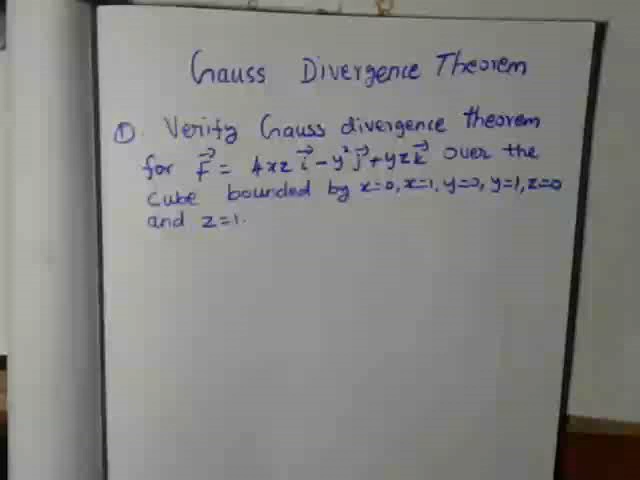 Gauss Divergence Theorem
① Verify Gauss divergence theorem
for F⃗ = 4xz i⃗ - y² j⃗ + yz k⃗ over the
cube bounded by x=0, x=1, y=0, y=1, z=0
and z=1.